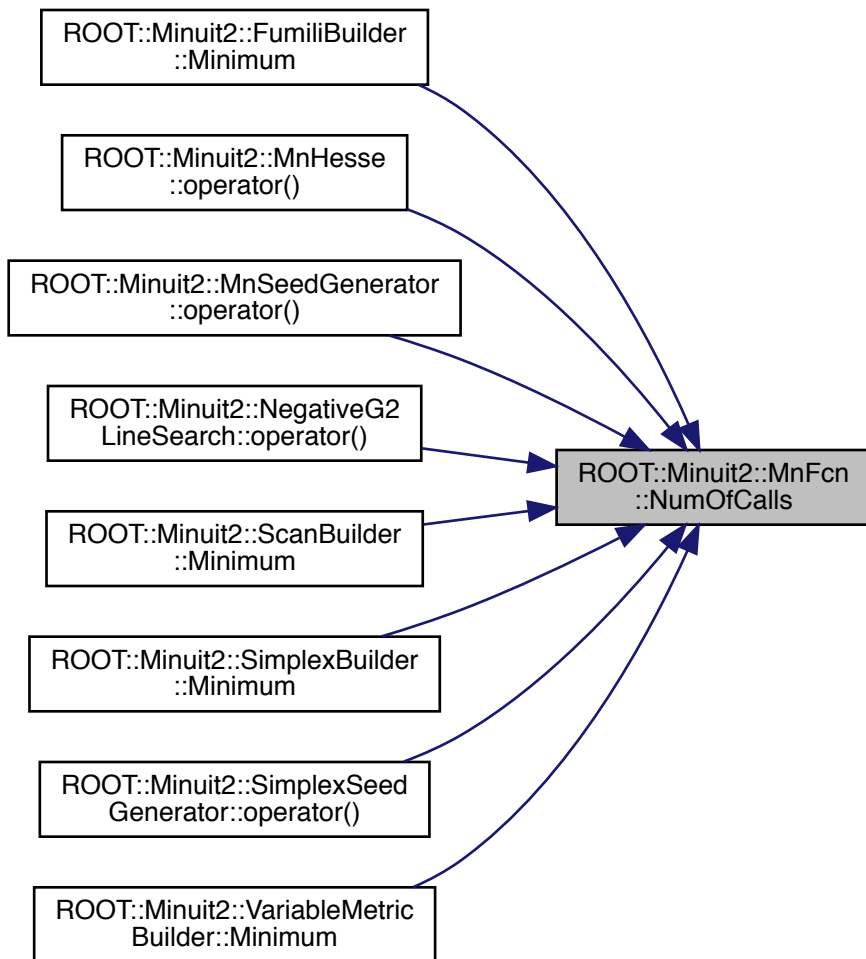 ROOT::Minuit2::FumiliBuilder
::Minimum
ROOT::Minuit2::MnHesse
::operator()
ROOT::Minuit2::MnSeedGenerator
::operator()
ROOT::Minuit2::NegativeG2
LineSearch::operator()
ROOT::Minuit2::MnFcn
::NumOfCalls
ROOT::Minuit2::ScanBuilder
::Minimum
ROOT::Minuit2::SimplexBuilder
::Minimum
ROOT::Minuit2::SimplexSeed
Generator::operator()
ROOT::Minuit2::VariableMetric
Builder::Minimum